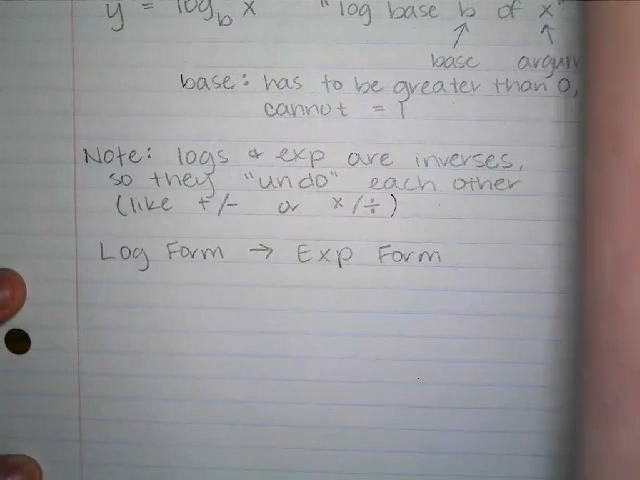 y = log_b x "log base b of x"
base
base: has to be greater than 0,
cannot = 1
Note: logs & exp are inverses,
so they "undo" each other
(like +/- or ×/÷)
Log Form → Exp Form